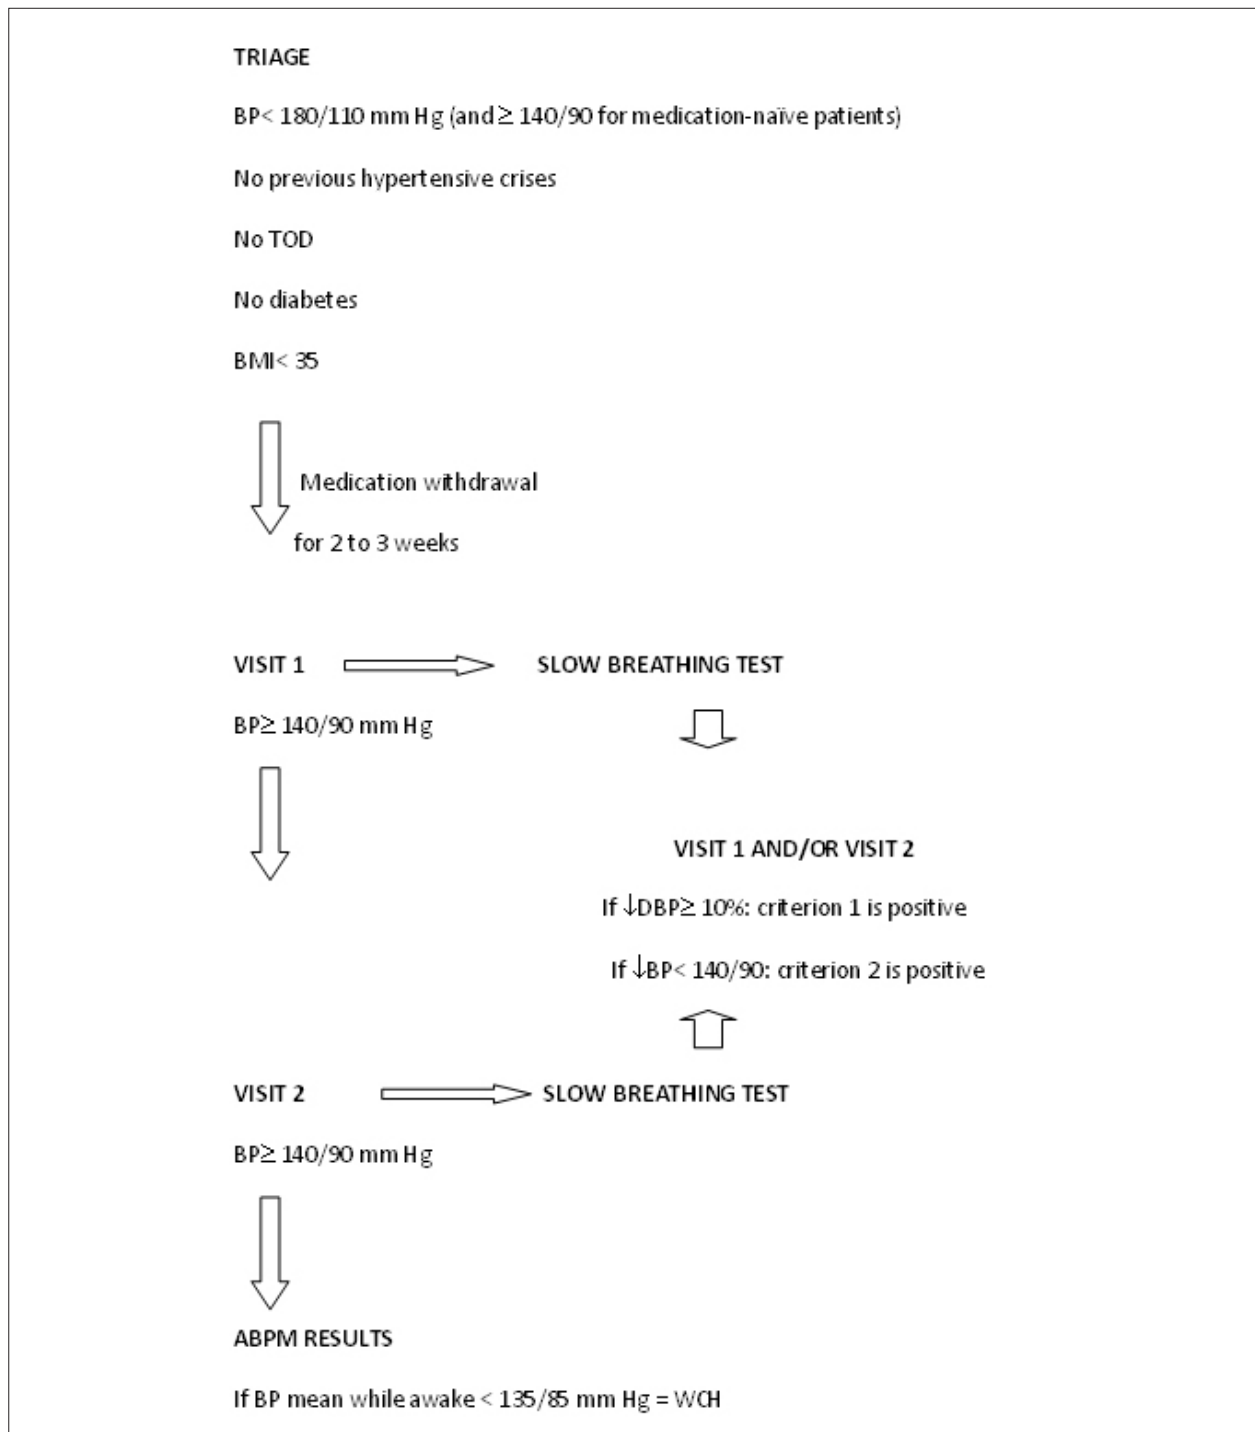 TRIAGE
BP< 180/110 mm Hg (and ≥ 140/90 for medication-naïve patients)
No previous hypertensive crises
No TOD
No diabetes
BMI< 35
Medication withdrawal
for 2 to 3 weeks
VISIT 1 SLOW BREATHING TEST
BP≥ 140/90 mm Hg
VISIT 1 AND/OR VISIT 2
If ↓DBP≥ 10%: criterion 1 is positive
If ↓BP< 140/90: criterion 2 is positive
VISIT 2 SLOW BREATHING TEST
BP≥ 140/90 mm Hg
ABPM RESULTS
If BP mean while awake < 135/85 mm Hg = WCH